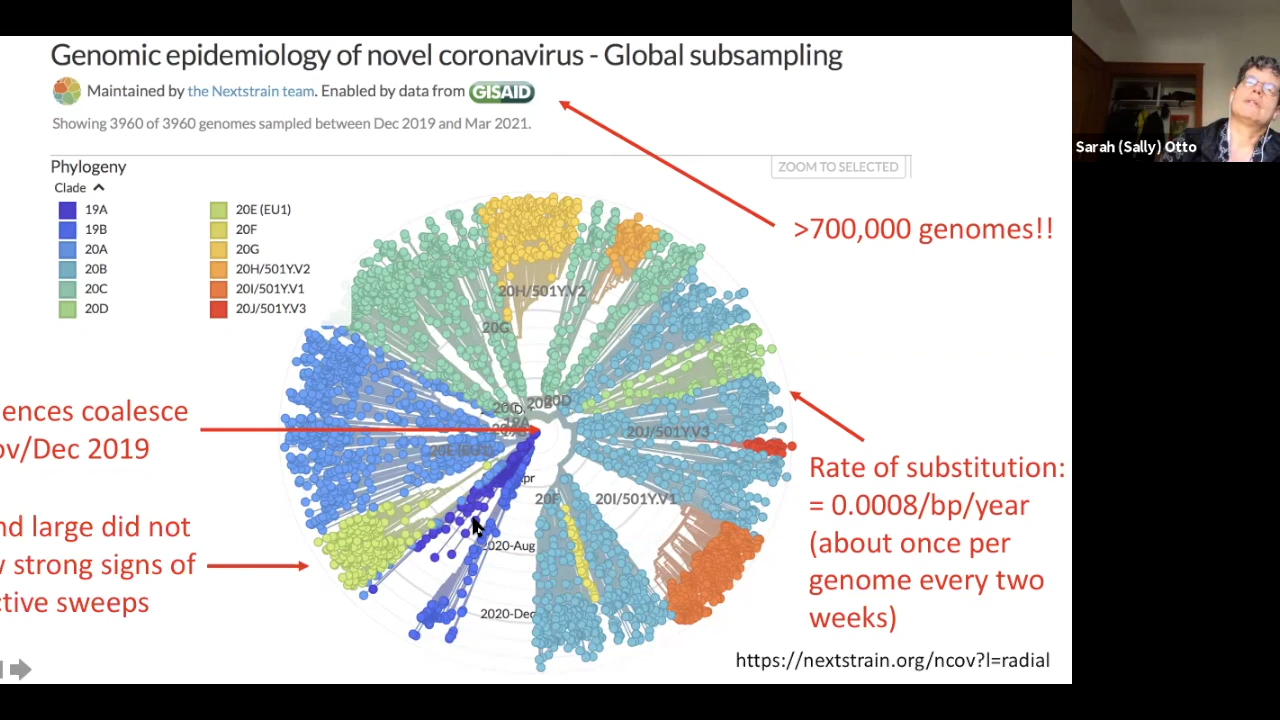 Genomic epidemiology of novel coronavirus - Global subsampling
Maintained by the Nextstrain team. Enabled by data from GISAID
Showing 3960 of 3960 genomes sampled between Dec 2019 and Mar 2021.
Sarah (Sally) Otto
Phylogeny
ZOOM TO SELECTED
Clade
19A
19B
20A
20B
20C
20D
20E (EU1)
20F
20G
20H/501Y.V2
20I/501Y.V1
20J/501Y.V3
>700,000 genomes!!
20H/501Y.V2
20G
20D
19A
20J/501Y.V3
20E (EU1)
20F
20I/501Y.V1
2020-Aug
2020-Dec
ences coalesce
ov/Dec 2019
nd large did not
w strong signs of
ctive sweeps
Rate of substitution:
= 0.0008/bp/year
(about once per
genome every two
weeks)
https://nextstrain.org/ncov?l=radial